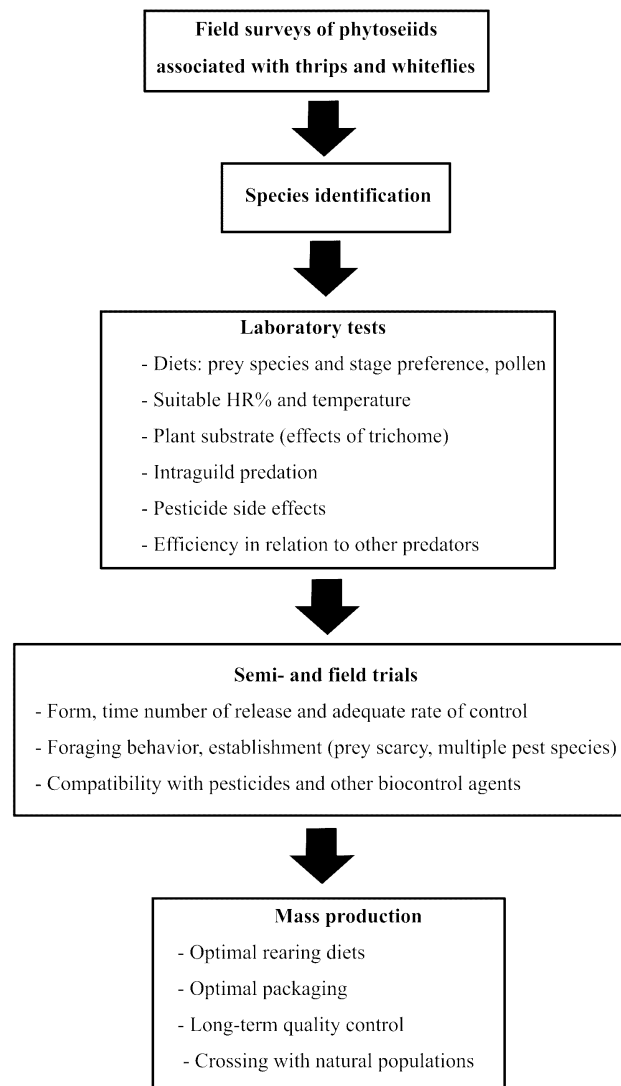 Field surveys of phytoseiids
associated with thrips and whiteflies
Species identification
Laboratory tests
- Diets: prey species and stage preference, pollen
- Suitable HR% and temperature
- Plant substrate (effects of trichome)
- Intraguild predation
- Pesticide side effects
- Efficiency in relation to other predators
Semi- and field trials
- Form, time number of release and adequate rate of control
- Foraging behavior, establishment (prey scarcy, multiple pest species)
- Compatibility with pesticides and other biocontrol agents
Mass production
- Optimal rearing diets
- Optimal packaging
- Long-term quality control
- Crossing with natural populations